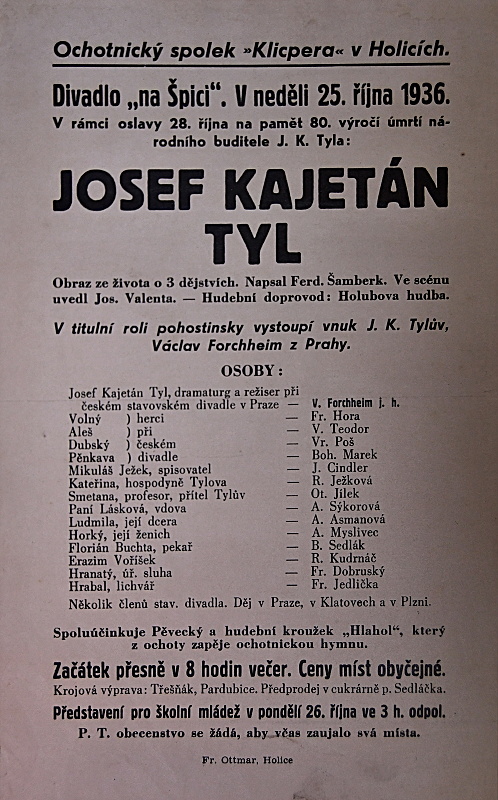 Ochotnický spolek »Klicpera« v Holicích.
Divadlo „na Špici“. V neděli 25. října 1936.
V rámci oslavy 28. října na pamět 80. výročí úmrtí ná-
rodního buditele J. K. Tyla:
JOSEF KAJETÁN
TYL
Obraz ze života o 3 dějstvích. Napsal Ferd. Šamberk. Ve scénu
uvedl Jos. Valenta. — Hudební doprovod: Holubova hudba.
V titulní roli pohostinsky vystoupí vnuk J. K. Tylův,
Václav Forchheim z Prahy.
OSOBY:
Josef Kajetán Tyl, dramaturg a režiser při
českém stavovském divadle v Praze — V. Forchheim j. h.
Volný ) herci — Fr. Hora
Aleš ) při — V. Teodor
Dubský ) českém — Vr. Poš
Pěnkava ) divadle — Boh. Marek
Mikuláš Ježek, spisovatel — J. Cindler
Kateřina, hospodyně Tylova — R. Ježková
Smetana, profesor, přítel Tylův — Ot. Jílek
Paní Lásková, vdova — A. Sýkorová
Ludmila, její dcera — A. Asmanová
Horký, její ženich — A. Myslivec
Florián Buchta, pekař — B. Sedlák
Erazim Voříšek — R. Kudrnáč
Hranatý, úř. sluha — Fr. Dobruský
Hrabal, lichvář — Fr. Jedlička
Několik členů stav. divadla. Děj v Praze, v Klatovech a v Plzni.
Spoluúčinkuje Pěvecký a hudební kroužek „Hlahol“, který
z ochoty zapěje ochotnickou hymnu.
Začátek přesně v 8 hodin večer. Ceny míst obyčejné.
Krojová výprava: Třešňák, Pardubice. Předprodej v cukrárně p. Sedláčka.
Představení pro školní mládež v pondělí 26. října ve 3 h. odpol.
P. T. obecenstvo se žádá, aby včas zaujalo svá místa.
Fr. Ottmar, Holice